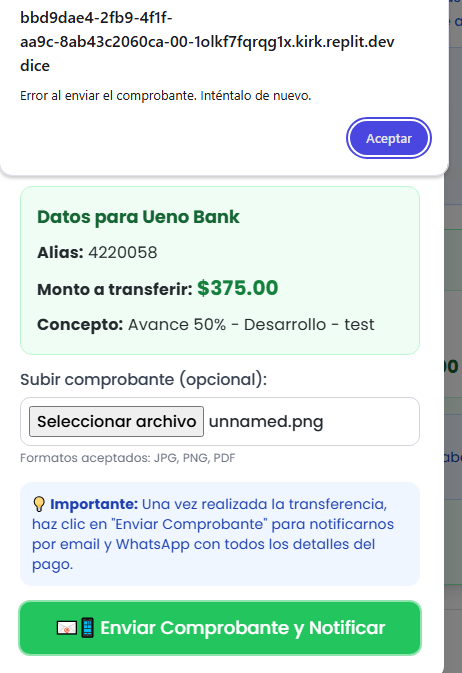 bbd9dae4-2fb9-4f1f-
aa9c-8ab43c2060ca-00-1olkf7fqrqg1x.kirk.replit.dev
dice
Error al enviar el comprobante. Inténtalo de nuevo.
Aceptar
Datos para Ueno Bank
Alias: 4220058
Monto a transferir: $375.00
Concepto: Avance 50% - Desarrollo - test
Subir comprobante (opcional):
Seleccionar archivo unnamed.png
Formatos aceptados: JPG, PNG, PDF
💡 Importante: Una vez realizada la transferencia,
haz clic en "Enviar Comprobante" para notificarnos
por email y WhatsApp con todos los detalles del
pago.
📧📱 Enviar Comprobante y Notificar